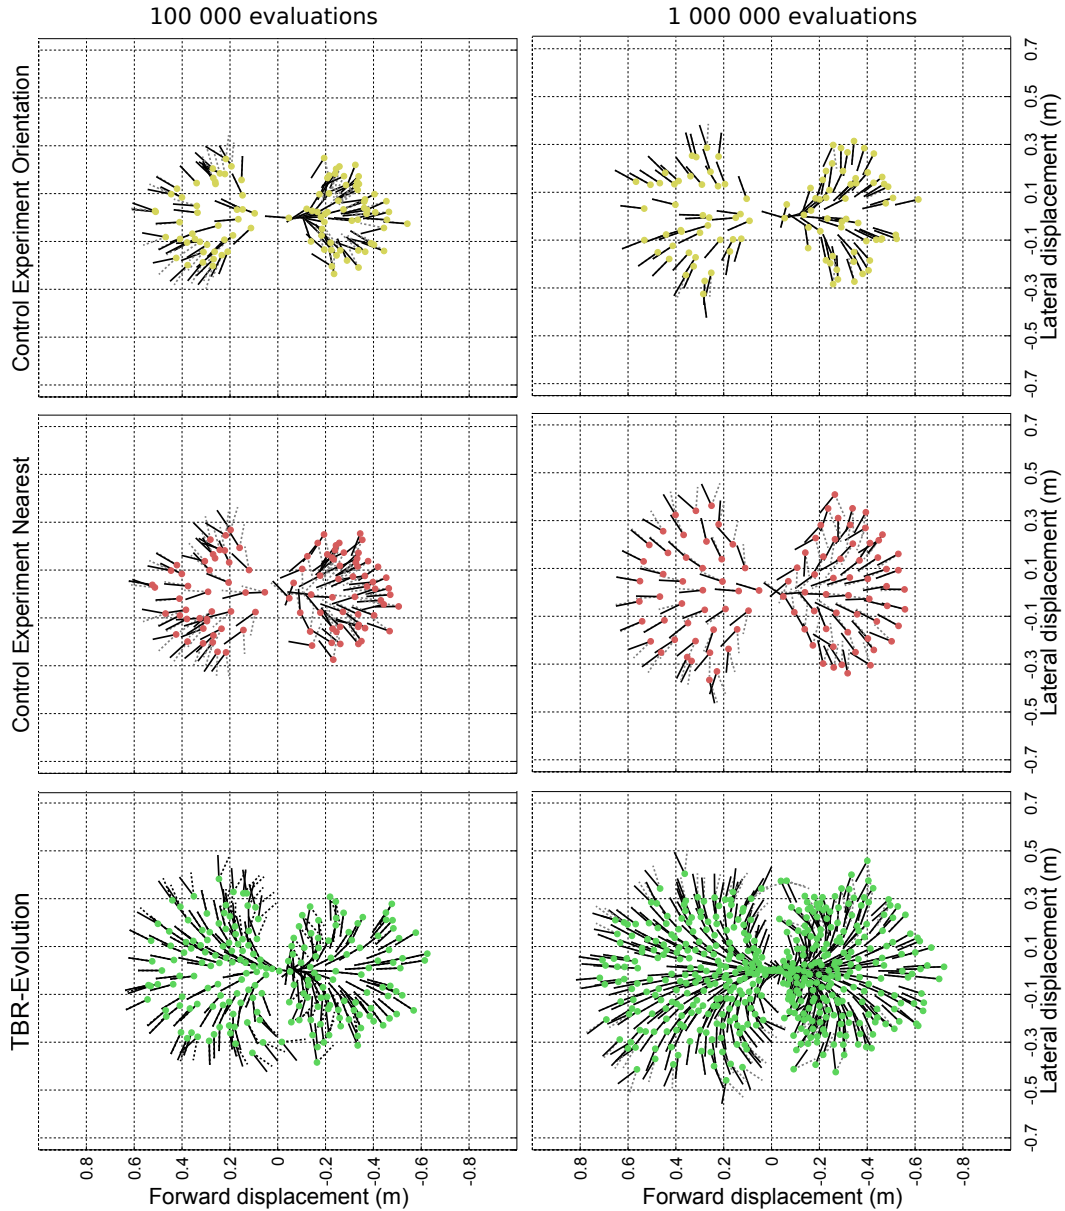 100 000 evaluations
1 000 000 evaluations
Control Experiment Orientation
0.7
0.5
0.3
0.1
-0.1
-0.3
-0.5
-0.7
Lateral displacement (m)
Control Experiment Nearest
0.7
0.5
0.3
0.1
-0.1
-0.3
-0.5
-0.7
Lateral displacement (m)
TBR-Evolution
0.7
0.5
0.3
0.1
-0.1
-0.3
-0.5
-0.7
Lateral displacement (m)
0.8 0.6 0.4 0.2 0 -0.2 -0.4 -0.6 -0.8
0.8 0.6 0.4 0.2 0 -0.2 -0.4 -0.6 -0.8
Forward displacement (m)
Forward displacement (m)